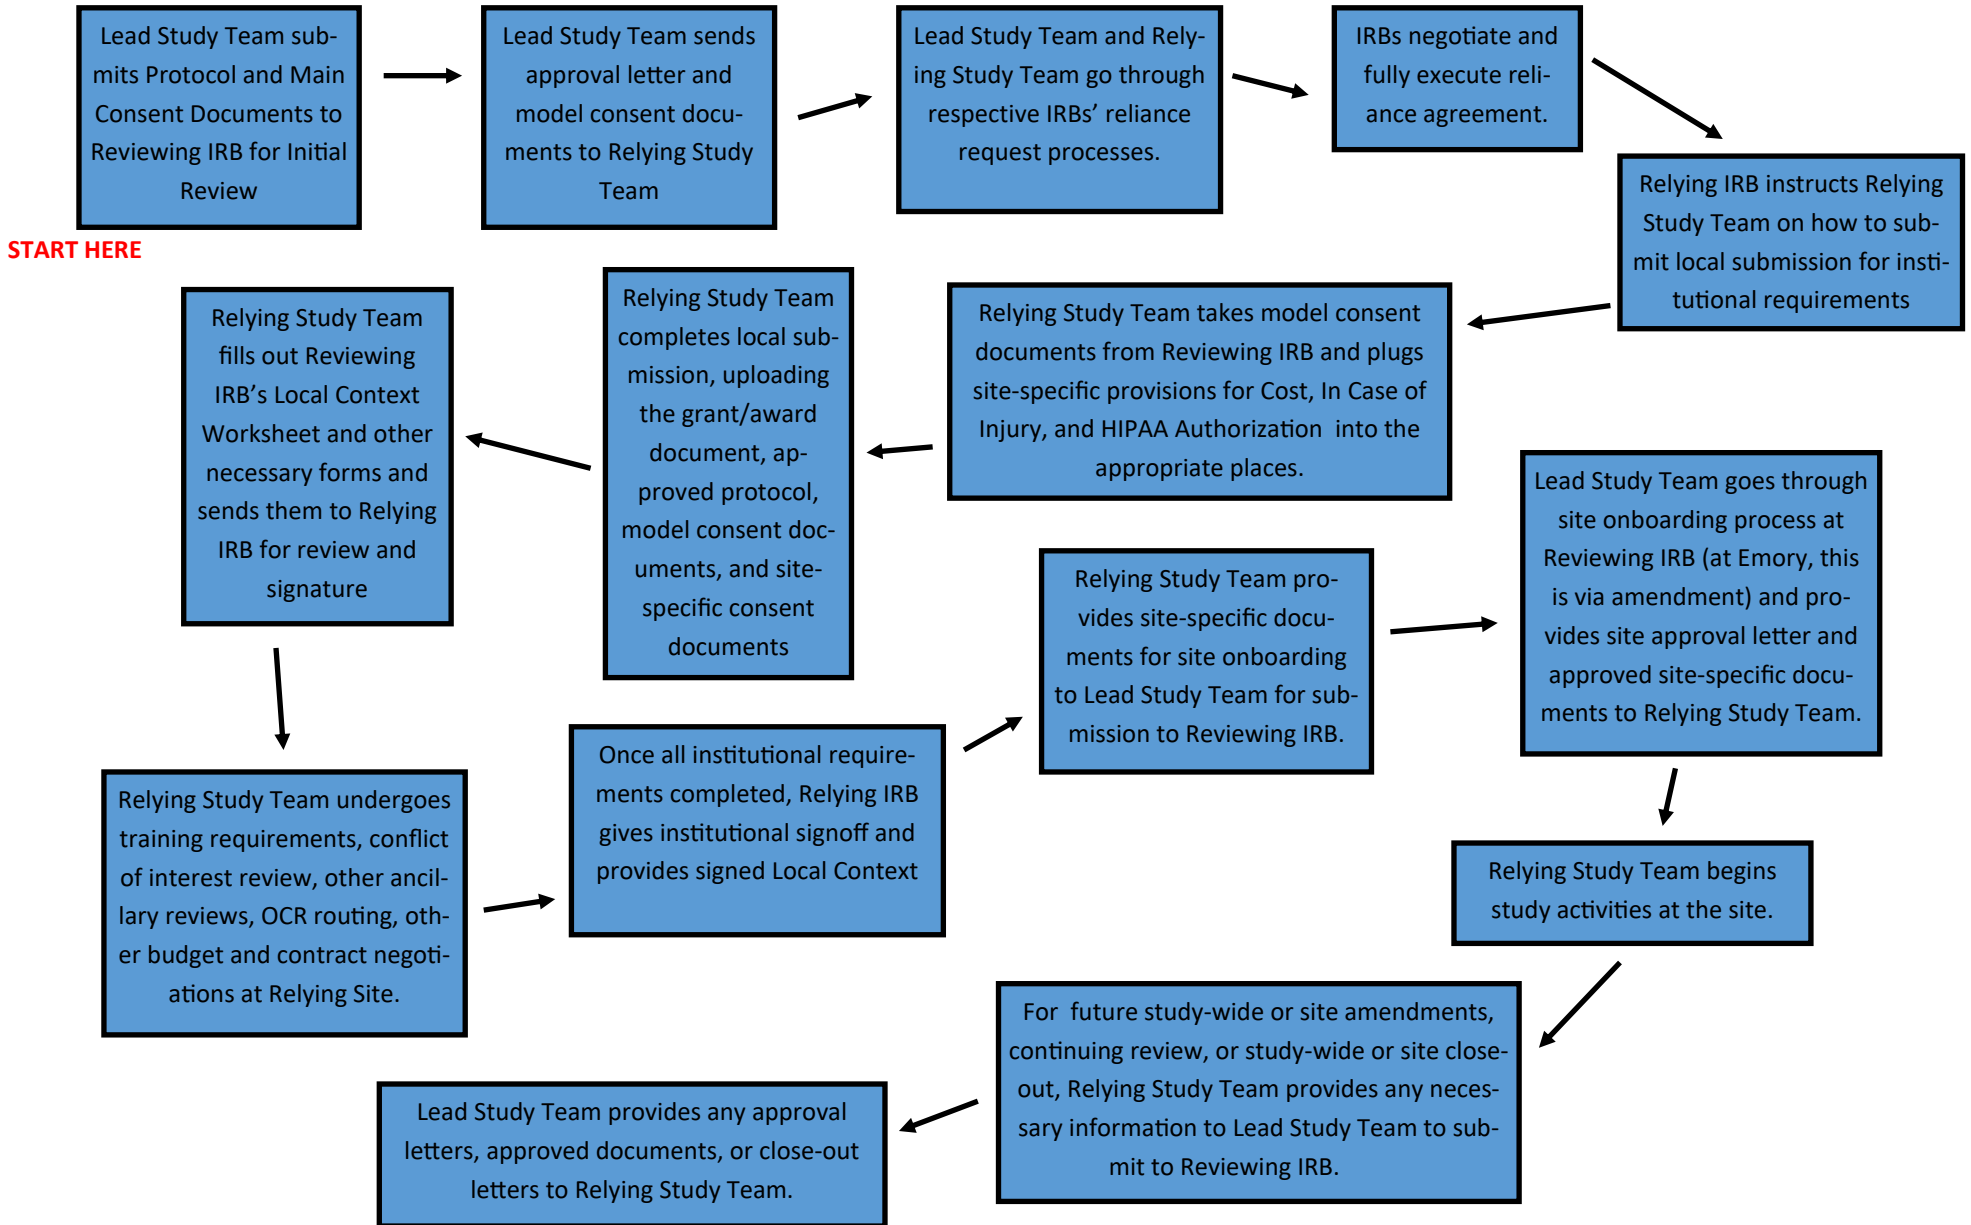 Lead Study Team sub-
mits Protocol and Main
Consent Documents to
Reviewing IRB for Initial
Review
START HERE
Lead Study Team sends
approval letter and
model consent docu-
ments to Relying Study
Team
Lead Study Team and Rely-
ing Study Team go through
respective IRBs’ reliance
request processes.
IRBs negotiate and
fully execute reli-
ance agreement.
Relying IRB instructs Relying
Study Team on how to sub-
mit local submission for insti-
tutional requirements
Relying Study Team takes model consent
documents from Reviewing IRB and plugs
site-specific provisions for Cost, In Case of
Injury, and HIPAA Authorization into the
appropriate places.
Relying Study Team
completes local sub-
mission, uploading
the grant/award
document, ap-
proved protocol,
model consent doc-
uments, and site-
specific consent
documents
Relying Study Team
fills out Reviewing
IRB’s Local Context
Worksheet and other
necessary forms and
sends them to Relying
IRB for review and
signature
Relying Study Team undergoes
training requirements, conflict
of interest review, other ancil-
lary reviews, OCR routing, oth-
er budget and contract negoti-
ations at Relying Site.
Once all institutional require-
ments completed, Relying IRB
gives institutional signoff and
provides signed Local Context
Relying Study Team pro-
vides site-specific docu-
ments for site onboarding
to Lead Study Team for sub-
mission to Reviewing IRB.
Lead Study Team goes through
site onboarding process at
Reviewing IRB (at Emory, this
is via amendment) and pro-
vides site approval letter and
approved site-specific docu-
ments to Relying Study Team.
Relying Study Team begins
study activities at the site.
For future study-wide or site amendments,
continuing review, or study-wide or site close-
out, Relying Study Team provides any neces-
sary information to Lead Study Team to sub-
mit to Reviewing IRB.
Lead Study Team provides any approval
letters, approved documents, or close-out
letters to Relying Study Team.